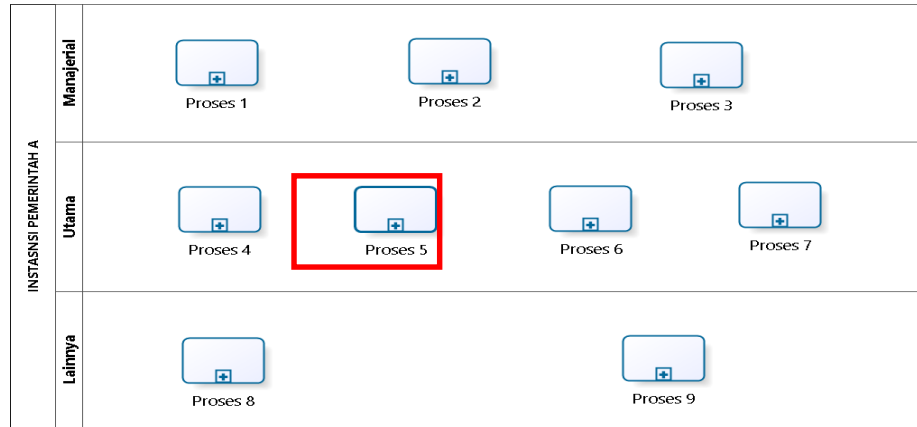 INSTASNSI PEMERINTAH A
Manajerial
Proses 1
Proses 2
Proses 3
Utama
Proses 4
Proses 5
Proses 6
Proses 7
Lainnya
Proses 8
Proses 9